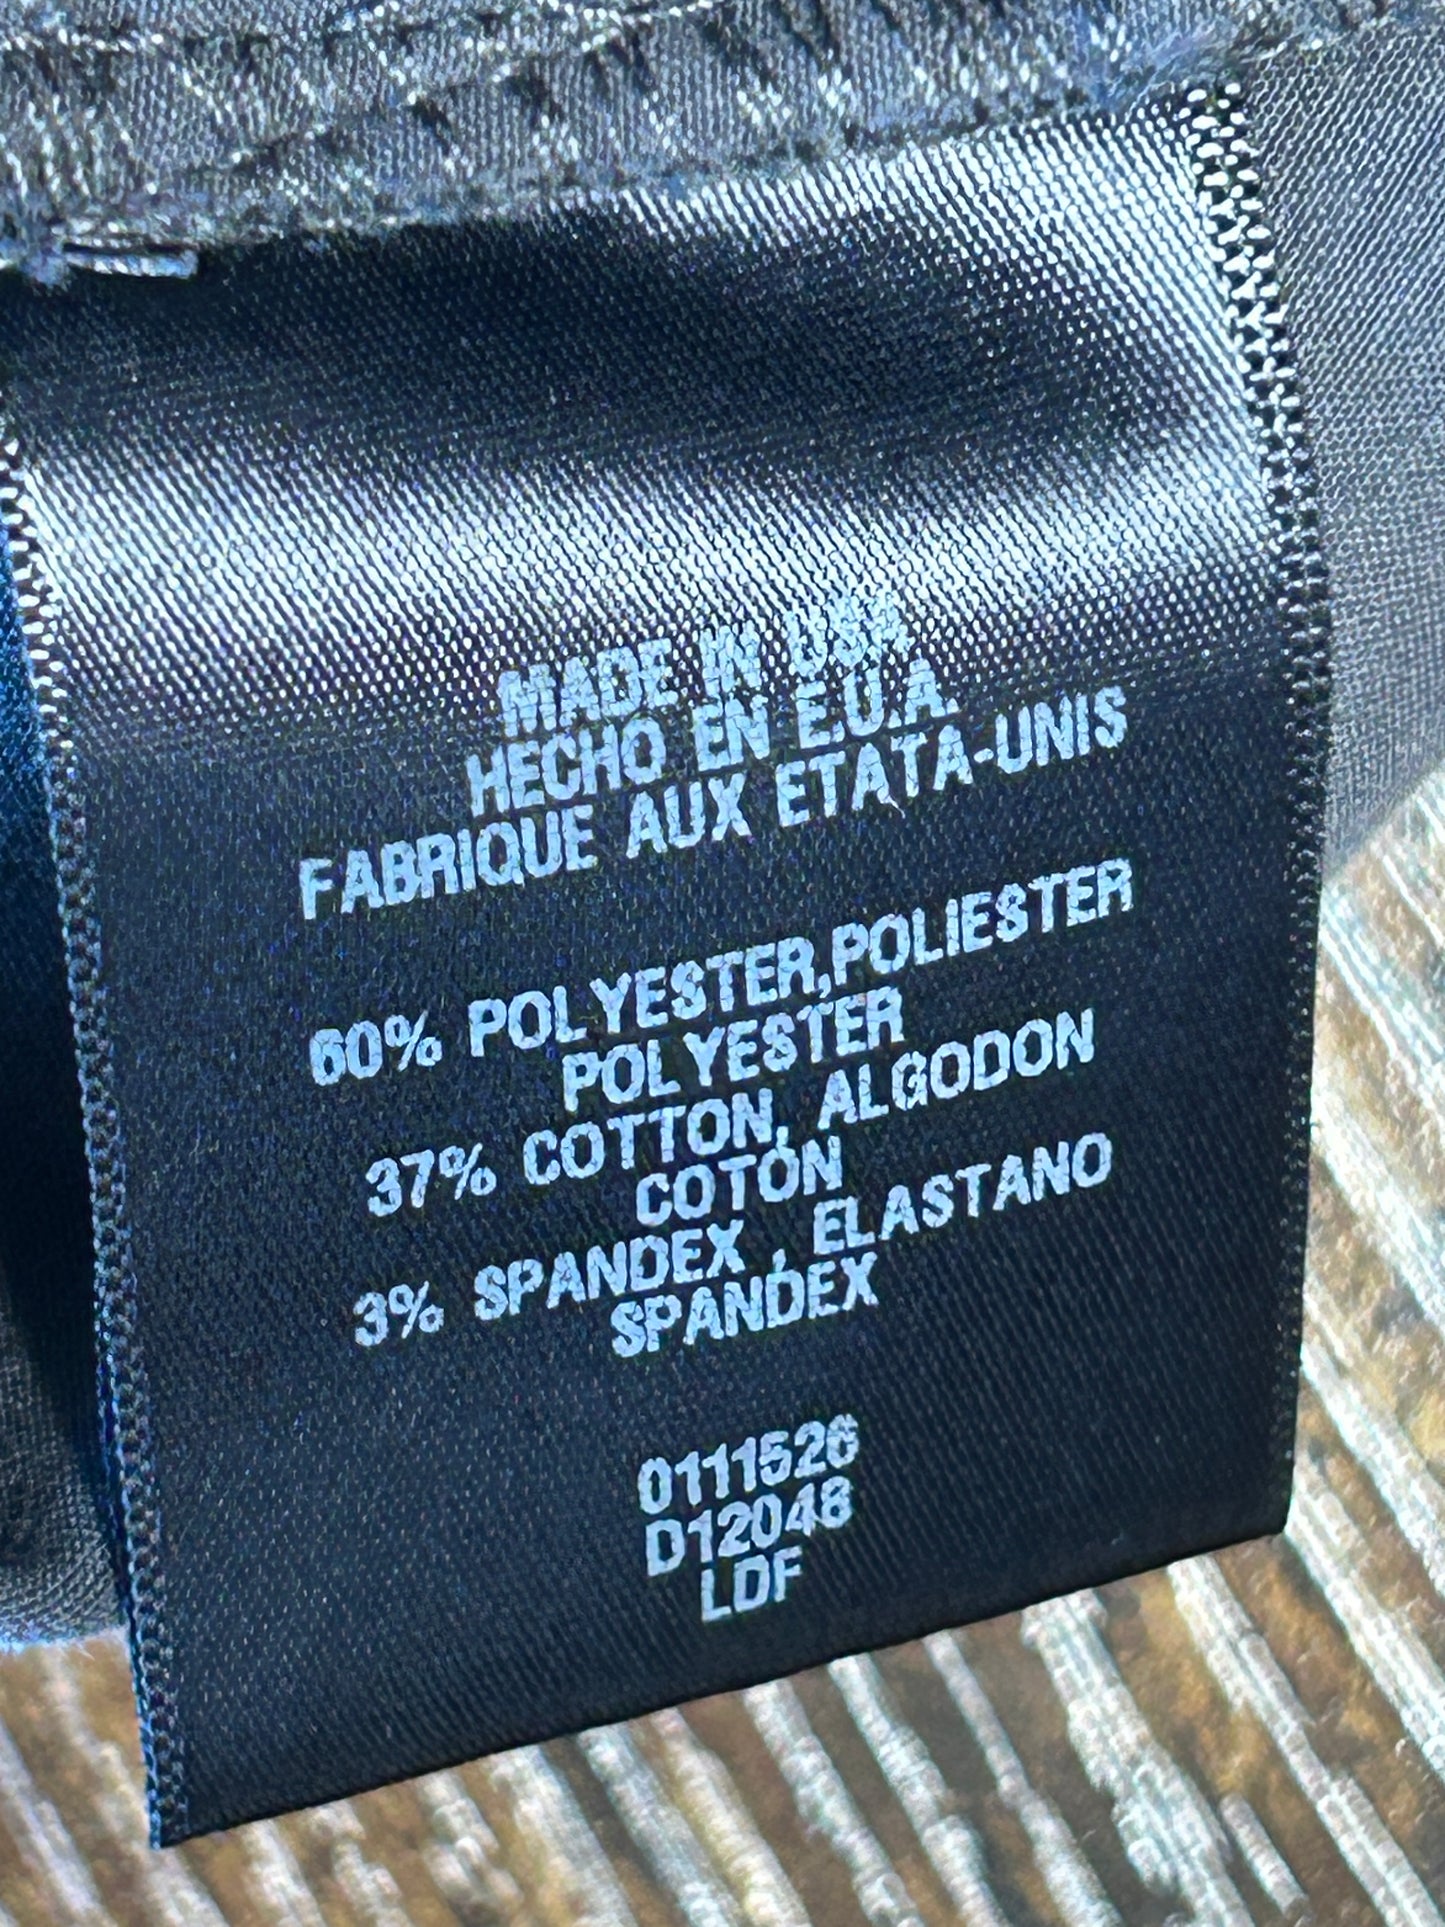 MADE IN USA
HECHO EN E.U.A.
FABRIQUE AUX ETATA-UNIS
60% POLYESTER,POLIESTER
POLYESTER
37% COTTON, ALGODON
COTON
3% SPANDEX , ELASTANO
SPANDEX
0111526
D12048
LDF